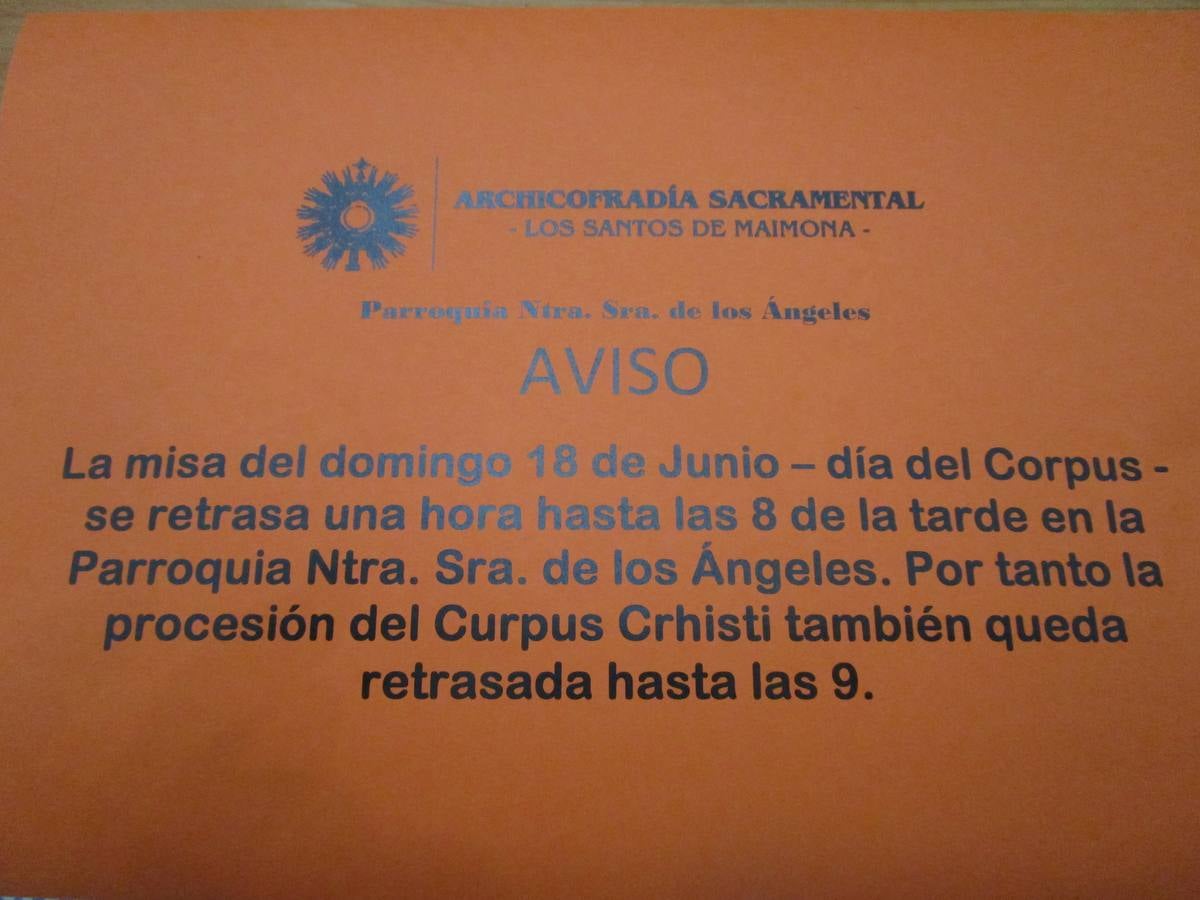 ARCHICOFRADÍA SACRAMENTAL
- LOS SANTOS DE MAIMONA -
Parroquia Ntra. Sra. de los Ángeles
AVISO
La misa del domingo 18 de Junio – día del Corpus -
se retrasa una hora hasta las 8 de la tarde en la
Parroquia Ntra. Sra. de los Ángeles. Por tanto la
procesión del Curpus Crhisti también queda
retrasada hasta las 9.